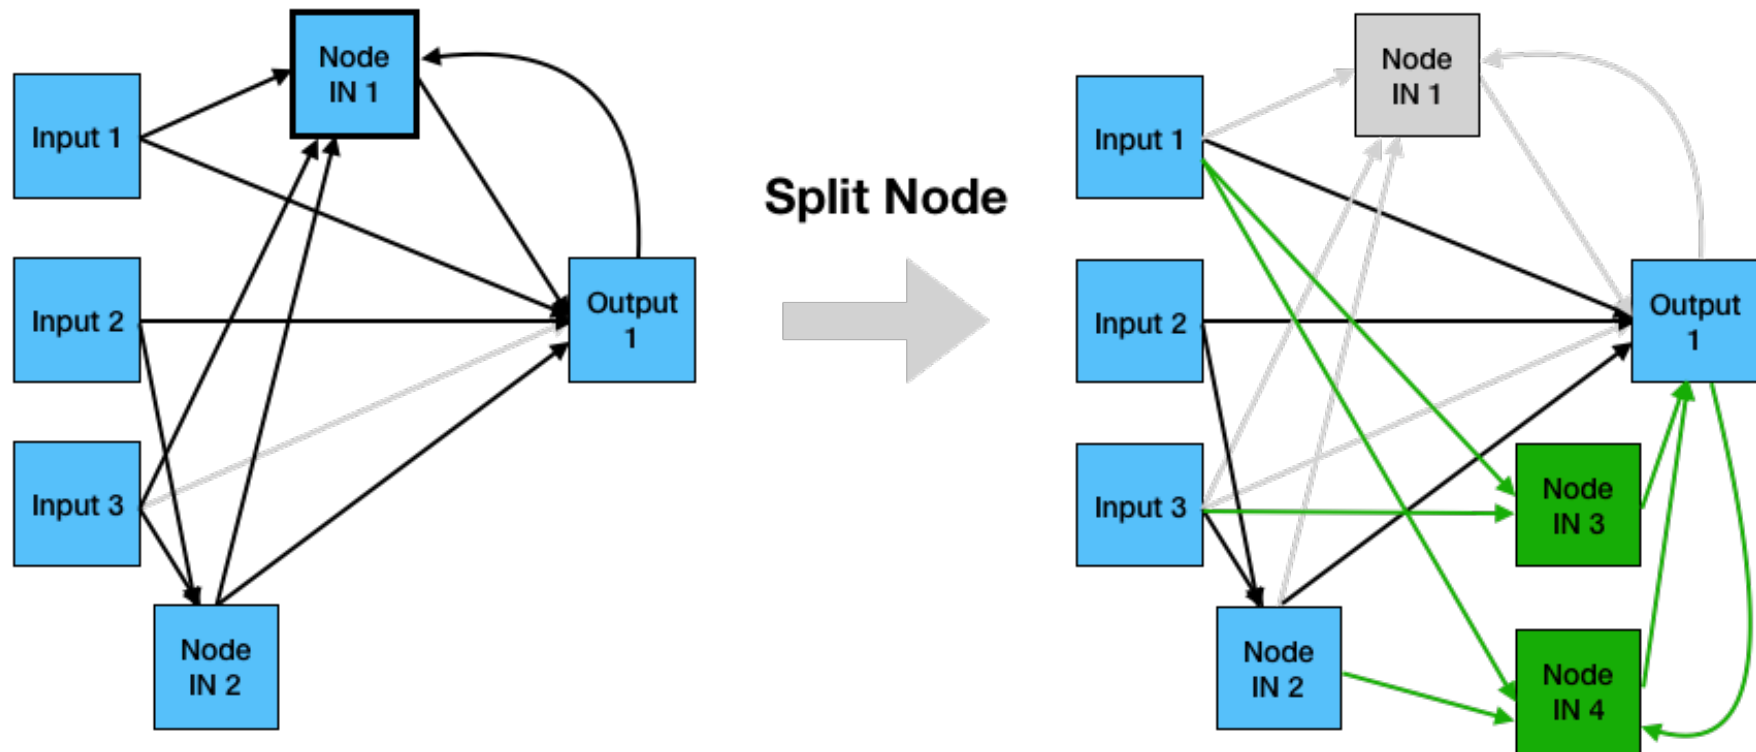 Node
IN 1
Input 1
Input 2
Output
1
Input 3
Node
IN 2
Split Node
Node
IN 1
Input 1
Input 2
Output
1
Input 3
Node
IN 3
Node
IN 2
Node
IN 4